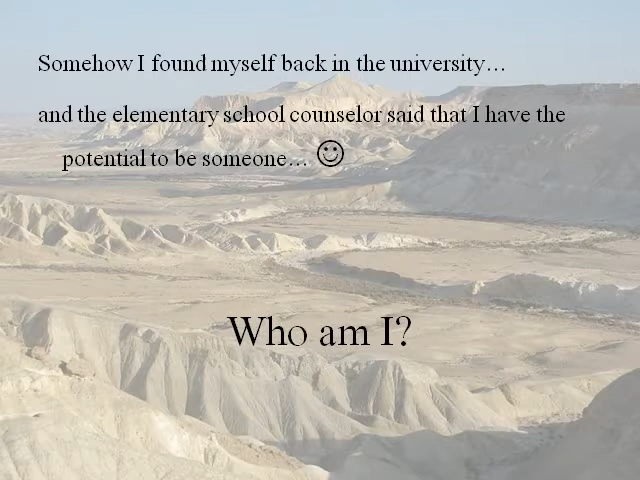 Somehow I found myself back in the university…
and the elementary school counselor said that I have the
potential to be someone… ☺
Who am I?